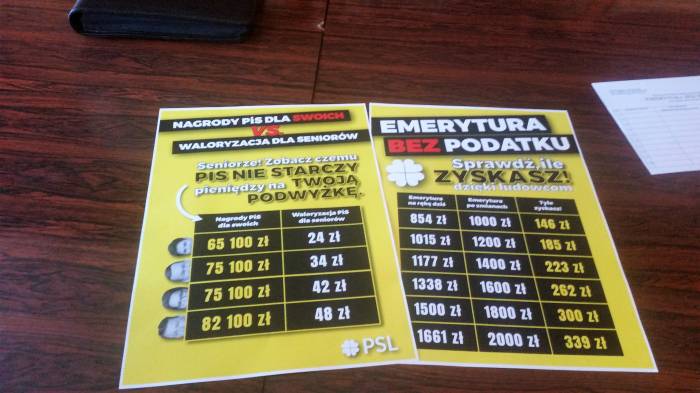 NAGRODY PiS DLA SWOICH
VS.
WALORYZACJA DLA SENIORÓW
Seniorze! Zobacz czemu
PIS NIE STARCZY
pieniędzy na TWOJĄ
PODWYŻKĘ.
Nagrody PiS dla swoich
Waloryzacja PiS dla seniorów
65 100 zł 24 zł
75 100 zł 34 zł
75 100 zł 42 zł
82 100 zł 48 zł
PSL
EMERYTURA
BEZ PODATKU
Sprawdź, ile
ZYSKASZ!
dzięki ludowcom
Emerytura na rękę dziś
Emerytura po zmianach
Tyle zyskasz!
854 zł 1000 zł 146 zł
1015 zł 1200 zł 185 zł
1177 zł 1400 zł 223 zł
1338 zł 1600 zł 262 zł
1500 zł 1800 zł 300 zł
1661 zł 2000 zł 339 zł